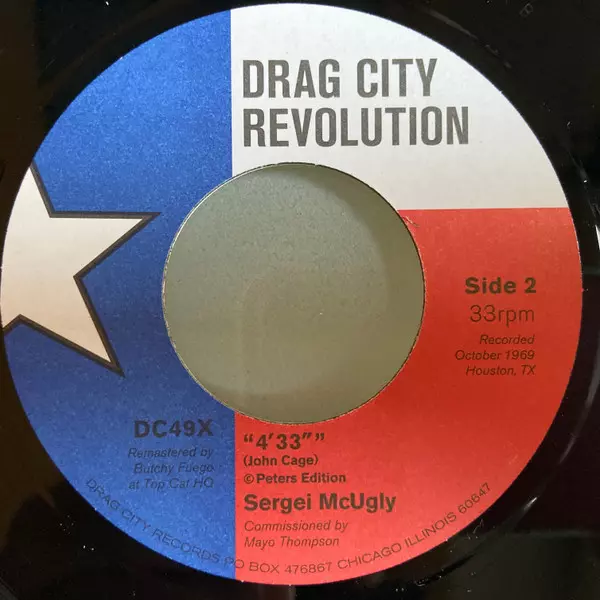 DRAG CITY
REVOLUTION
Side 2
33rpm
Recorded
October 1969
Houston, TX
DC49X
Remastered by
Butchy Fuego
at Trip Cat HQ
“4’33””
(John Cage)
© Peters Edition
Sergei McUgly
Commissioned by
Mayo Thompson
DRAG CITY RECORDS PO BOX 476867 CHICAGO ILLINOIS 60647